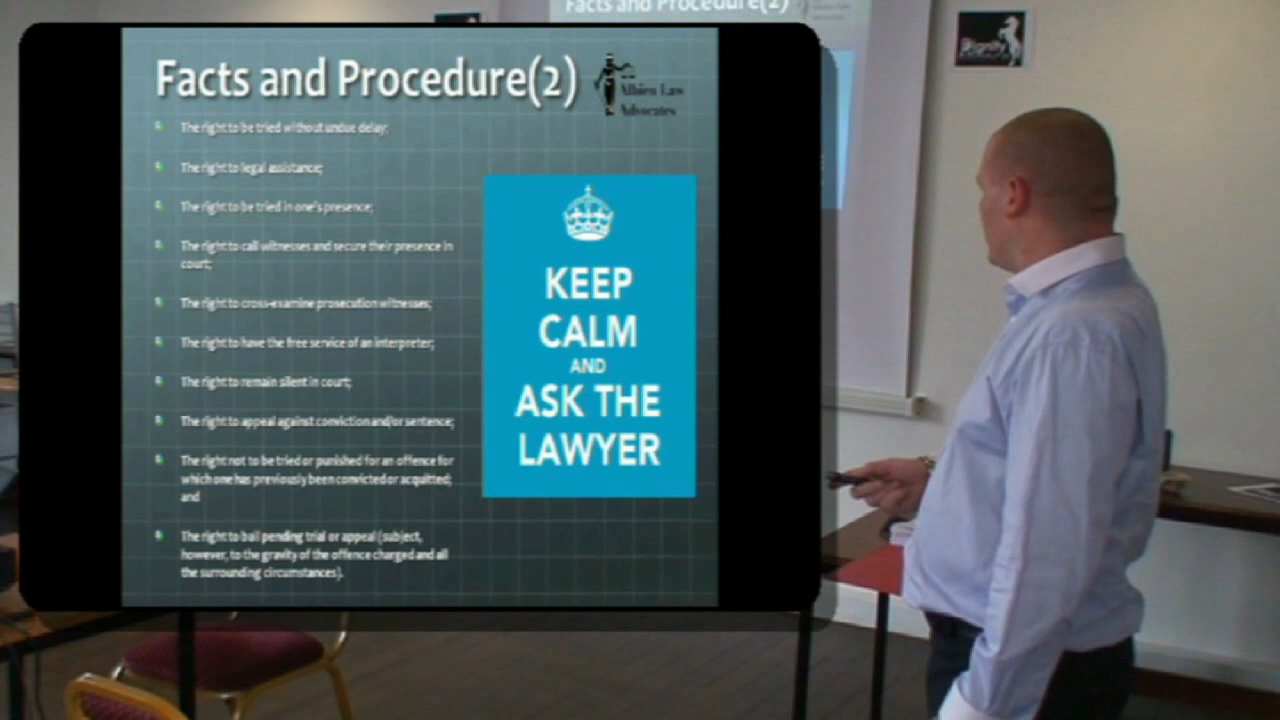 Facts and Procedure(2)
Facts and Procedure(2)
Albion Law
Advocates
Dignity
The right to be tried without undue delay;
The right to legal assistance;
The right to be tried in one's presence;
The right to call witnesses and secure their presence in
court;
The right to cross-examine prosecution witnesses;
The right to have the free service of an interpreter;
The right to remain silent in court;
The right to appeal against conviction and/or sentence;
The right not to be tried or punished for an offence for
which one has previously been convicted or acquitted;
and
The right to bail pending trial or appeal (subject,
however, to the gravity of the offence charged and all
the surrounding circumstances).
KEEP
CALM
AND
ASK THE
LAWYER